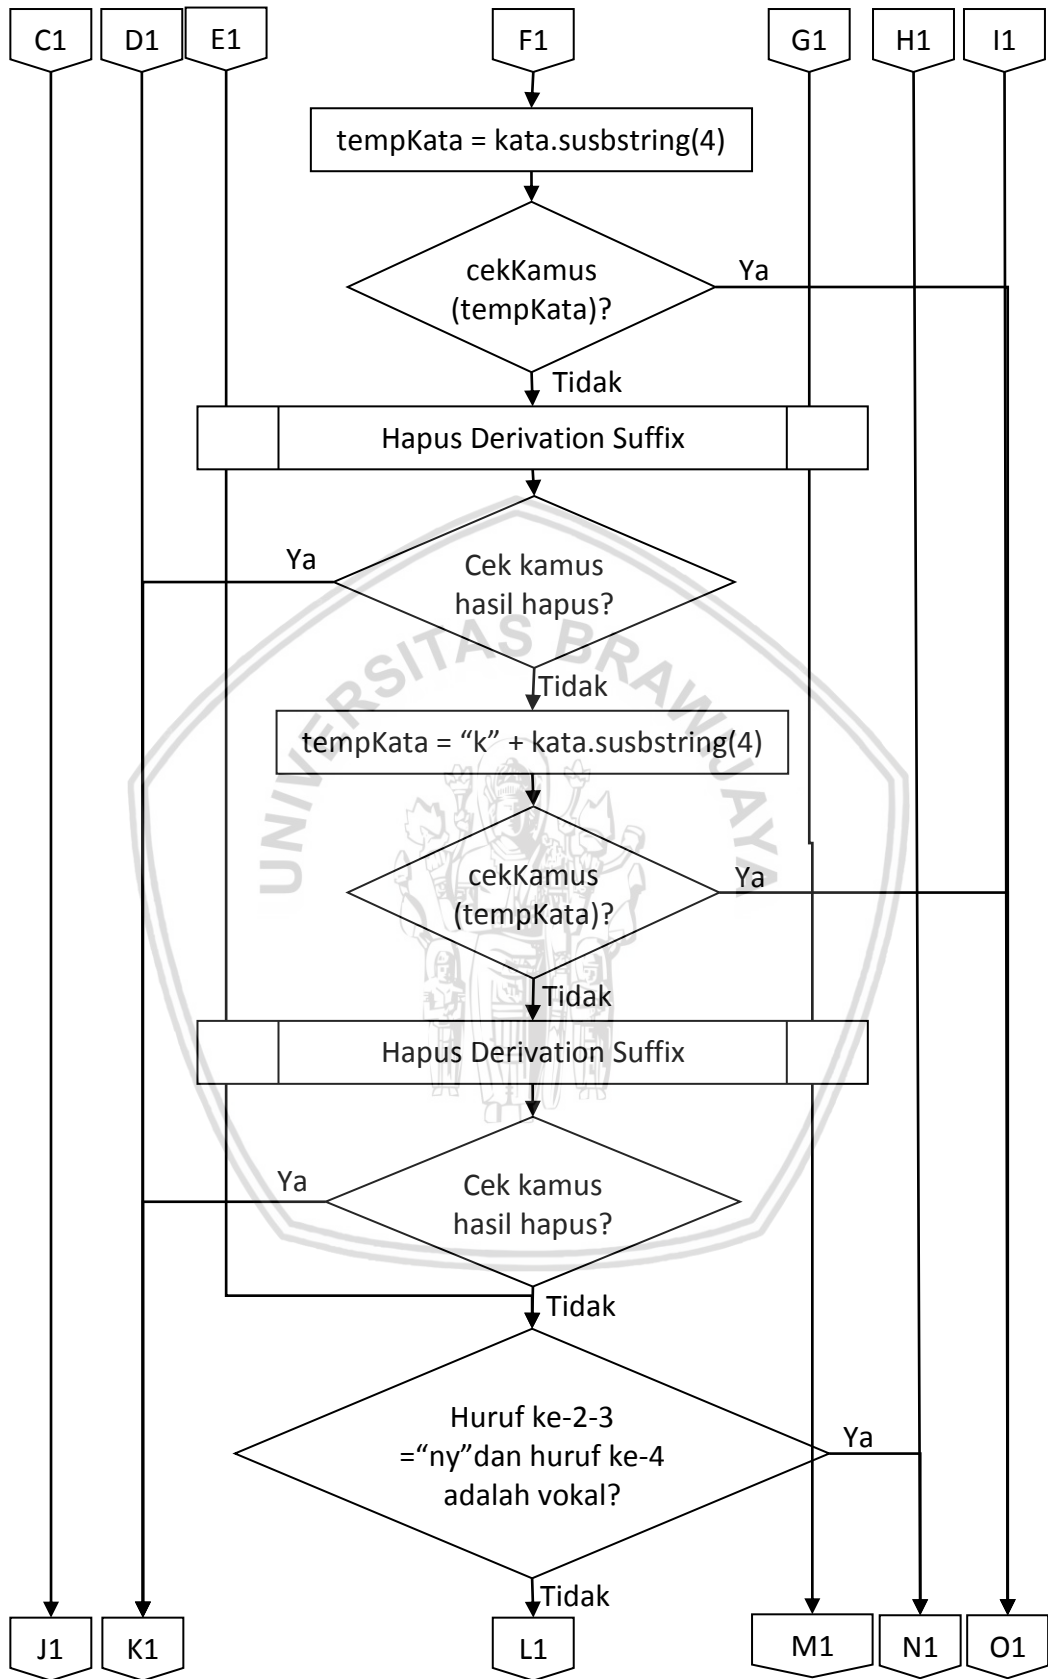 C1 D1 E1 F1 G1 H1 I1
tempKata = kata.susbstring(4)
cekKamus
(tempKata)?
Ya
Tidak
Hapus Derivation Suffix
Ya
Cek kamus
hasil hapus?
Tidak
tempKata = “k” + kata.susbstring(4)
UNIVERSITAS BRAWIJAYA
cekKamus
(tempKata)?
Ya
Tidak
Hapus Derivation Suffix
Ya
Cek kamus
hasil hapus?
Tidak
Huruf ke-2-3
=“ny”dan huruf ke-4
adalah vokal?
Ya
Tidak
J1 K1 L1 M1 N1 O1